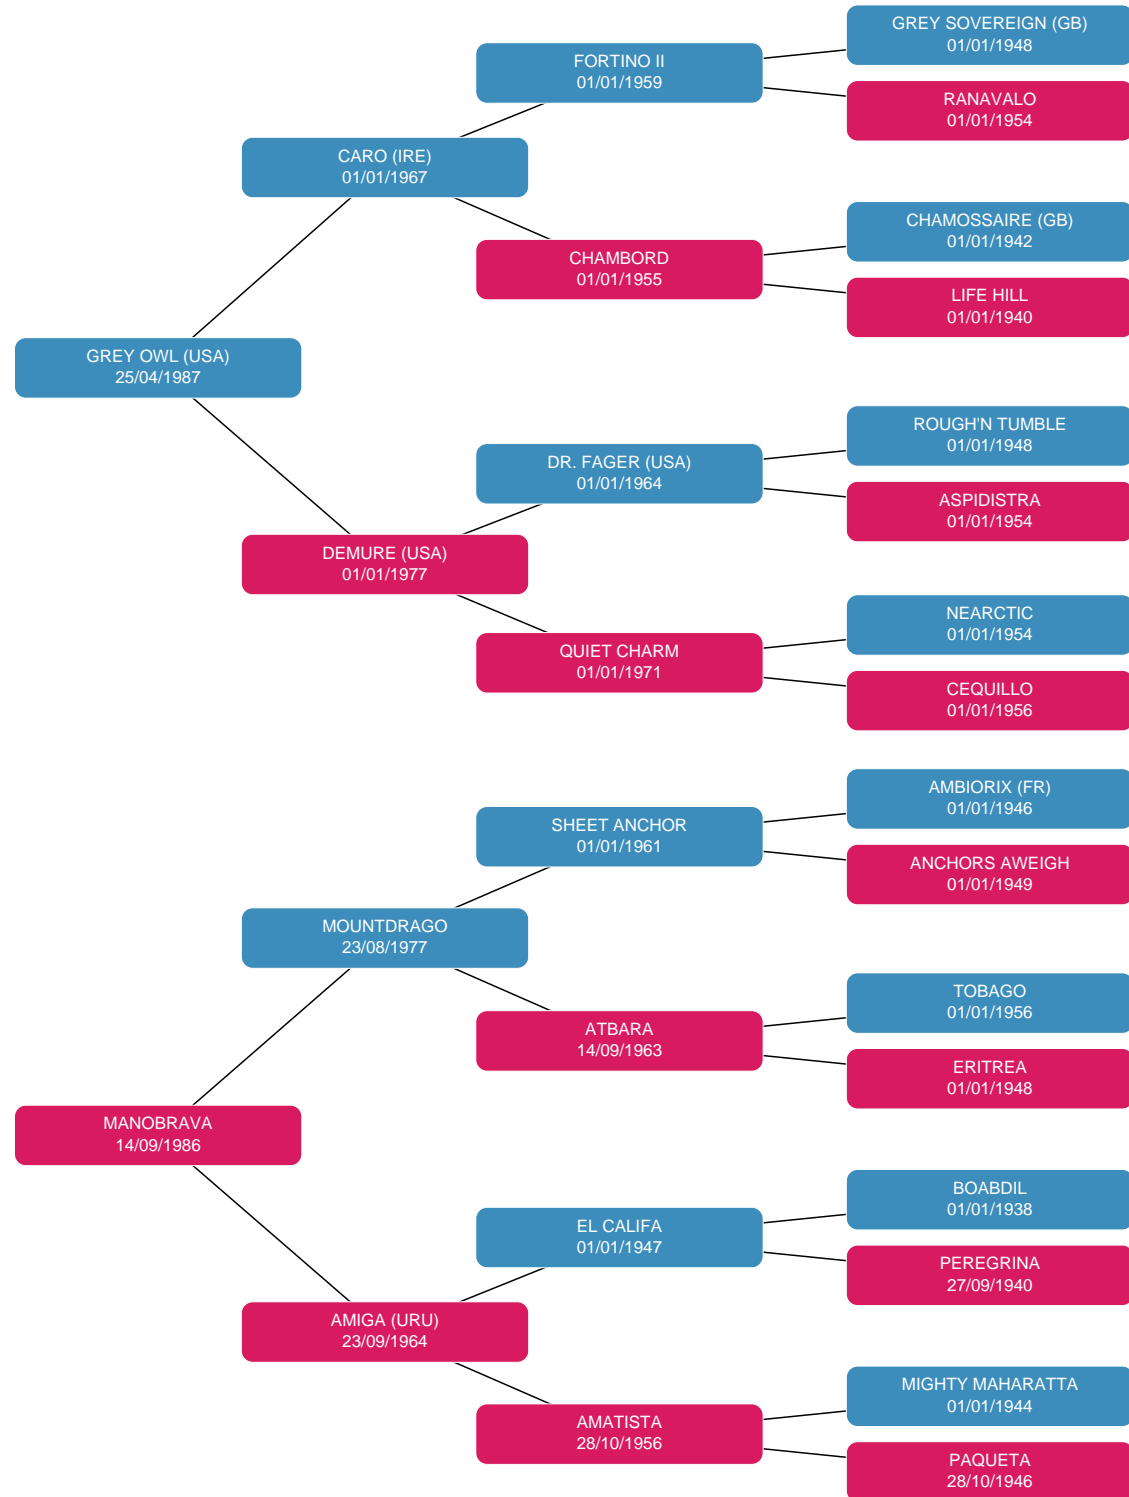 GREY SOVEREIGN (GB)
01/01/1948
FORTINO II
01/01/1959
RANAVALO
01/01/1954
CARO (IRE)
01/01/1967
CHAMOSSAIRE (GB)
01/01/1942
CHAMBORD
01/01/1955
LIFE HILL
01/01/1940
GREY OWL (USA)
25/04/1987
ROUGH'N TUMBLE
01/01/1948
DR. FAGER (USA)
01/01/1964
ASPIDISTRA
01/01/1954
DEMURE (USA)
01/01/1977
NEARCTIC
01/01/1954
QUIET CHARM
01/01/1971
CEQUILLO
01/01/1956
AMBIORIX (FR)
01/01/1946
SHEET ANCHOR
01/01/1961
ANCHORS AWEIGH
01/01/1949
MOUNTDRAGO
23/08/1977
TOBAGO
01/01/1956
ATBARA
14/09/1963
ERITREA
01/01/1948
MANOBRAVA
14/09/1986
BOABDIL
01/01/1938
EL CALIFA
01/01/1947
PEREGRINA
27/09/1940
AMIGA (URU)
23/09/1964
MIGHTY MAHARATTA
01/01/1944
AMATISTA
28/10/1956
PAQUETA
28/10/1946